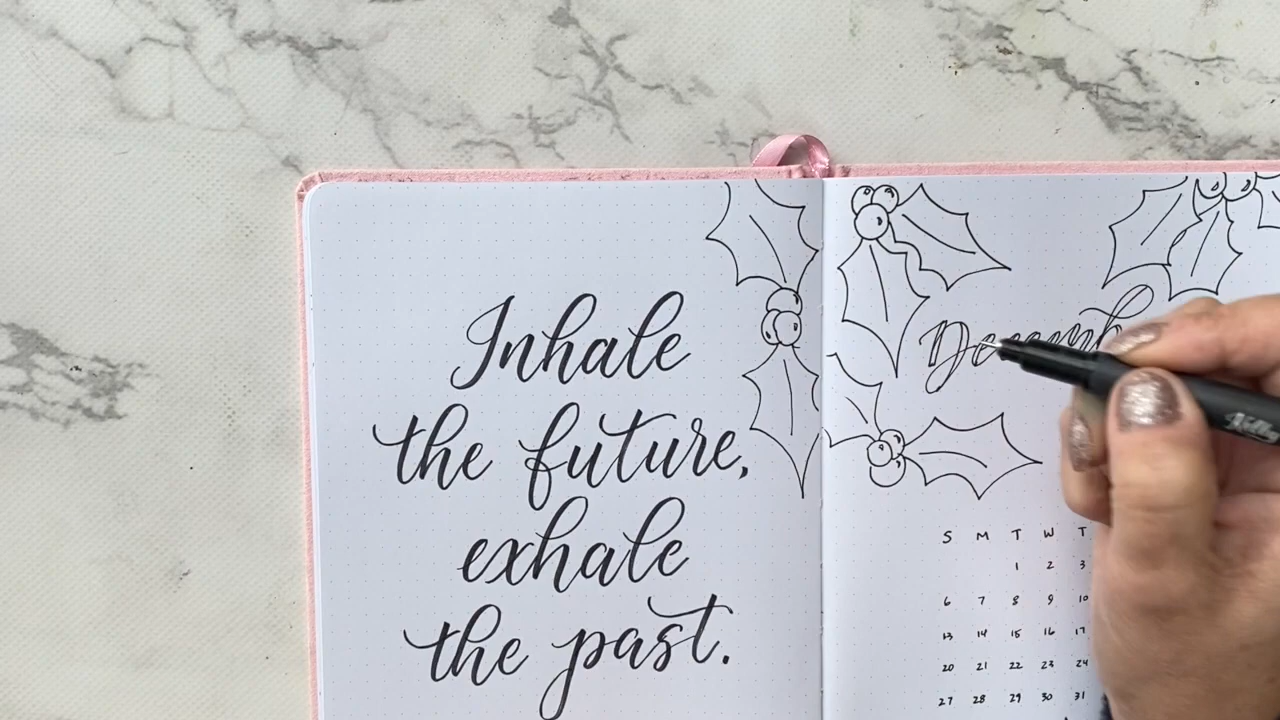 Inhale
the future,
exhale
the past.
S M T W T
1 2 3
6 7 8 9 10
13 14 15 16 17
20 21 22 23 24
27 28 29 30 31